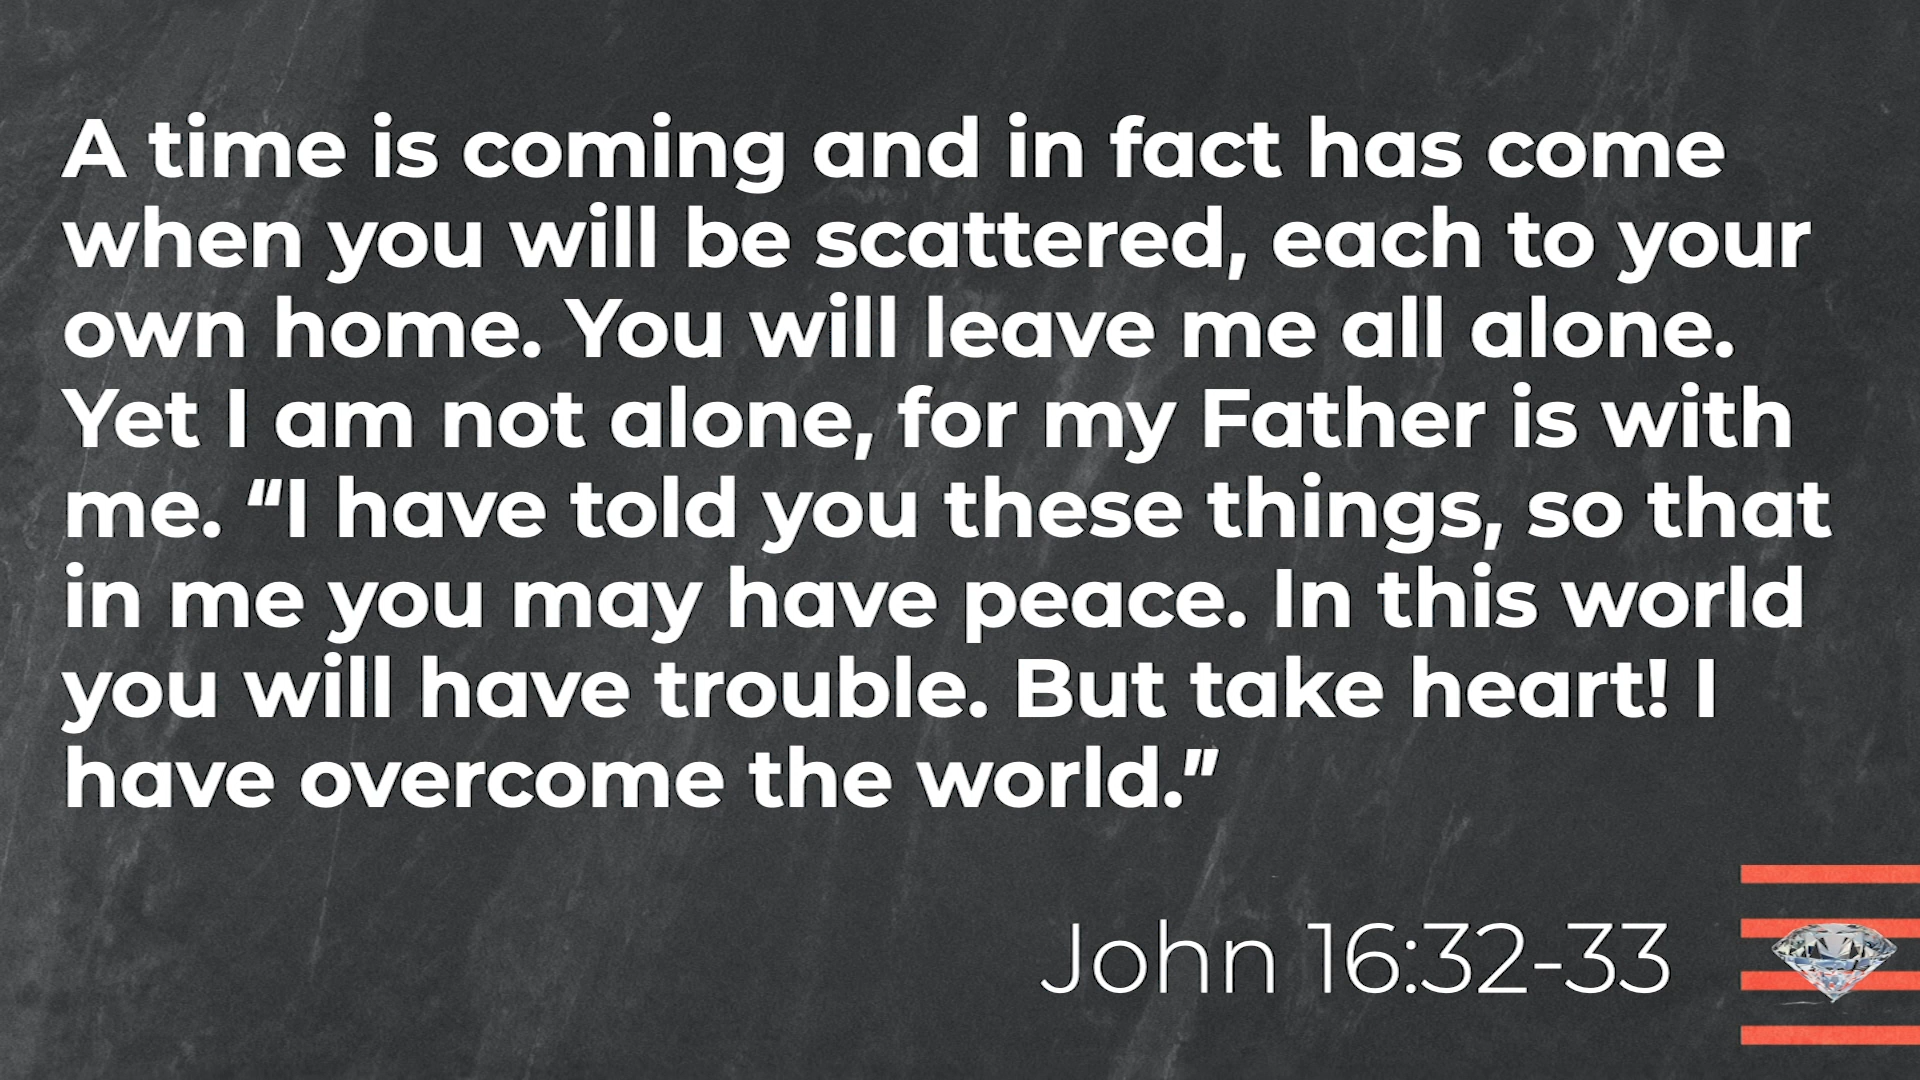 A time is coming and in fact has come
when you will be scattered, each to your
own home. You will leave me all alone.
Yet I am not alone, for my Father is with
me. “I have told you these things, so that
in me you may have peace. In this world
you will have trouble. But take heart! I
have overcome the world.”
John 16:32-33